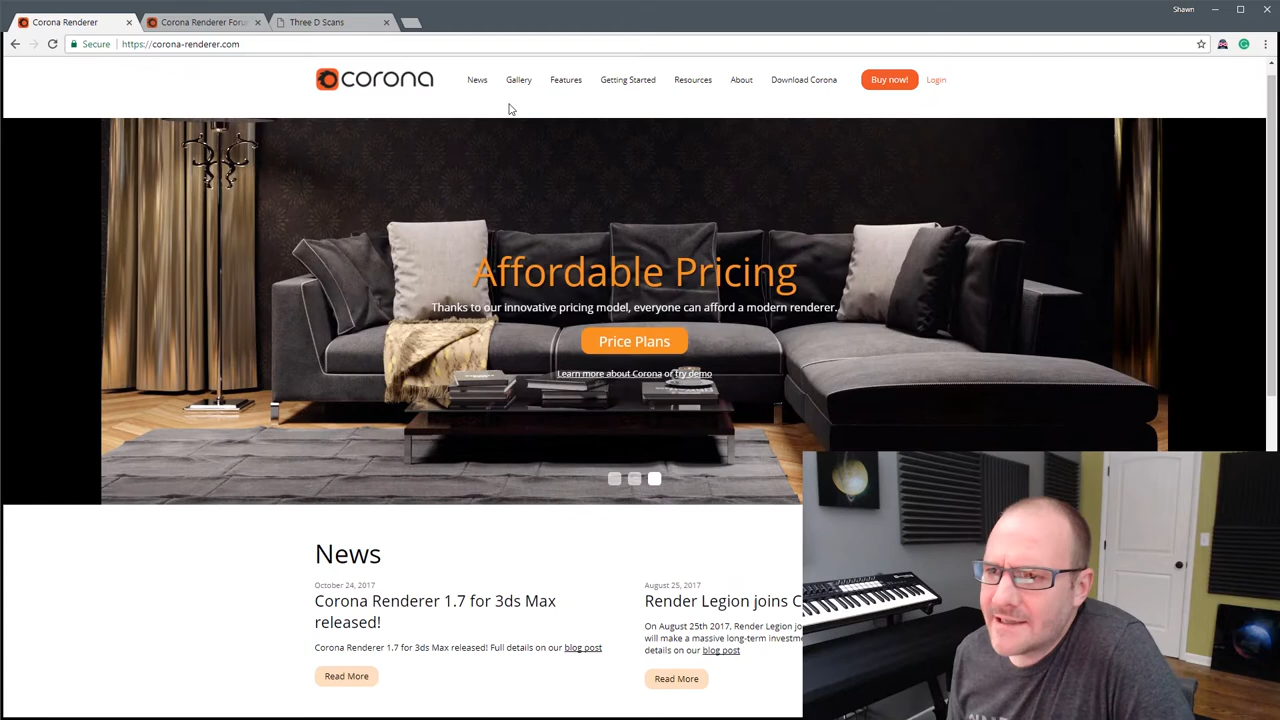 Shawn
Corona Renderer
Corona Renderer Foru
Three D Scans
Secure
https://corona-renderer.com
corona
News
Gallery
Features
Getting Started
Resources
About
Download Corona
Buy now!
Login
Affordable Pricing
Thanks to our innovative pricing model, everyone can afford a modern renderer.
Price Plans
Learn more about Corona or try demo
News
October 24, 2017
Corona Renderer 1.7 for 3ds Max
released!
Corona Renderer 1.7 for 3ds Max released! Full details on our blog post
Read More
August 25, 2017
Render Legion joins C
On August 25th 2017, Render Legion jo
will make a massive long-term investme
details on our blog post
Read More